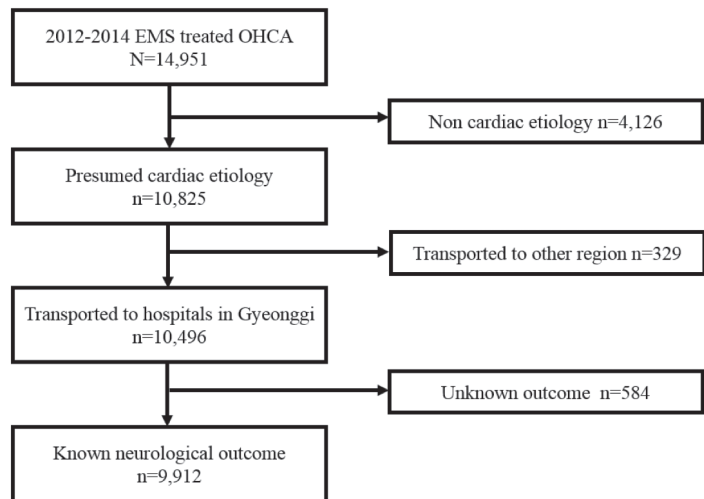 2012-2014 EMS treated OHCA
N=14,951
Non cardiac etiology n=4,126
Presumed cardiac etiology
n=10,825
Transported to other region n=329
Transported to hospitals in Gyeonggi
n=10,496
Unknown outcome n=584
Known neurological outcome
n=9,912